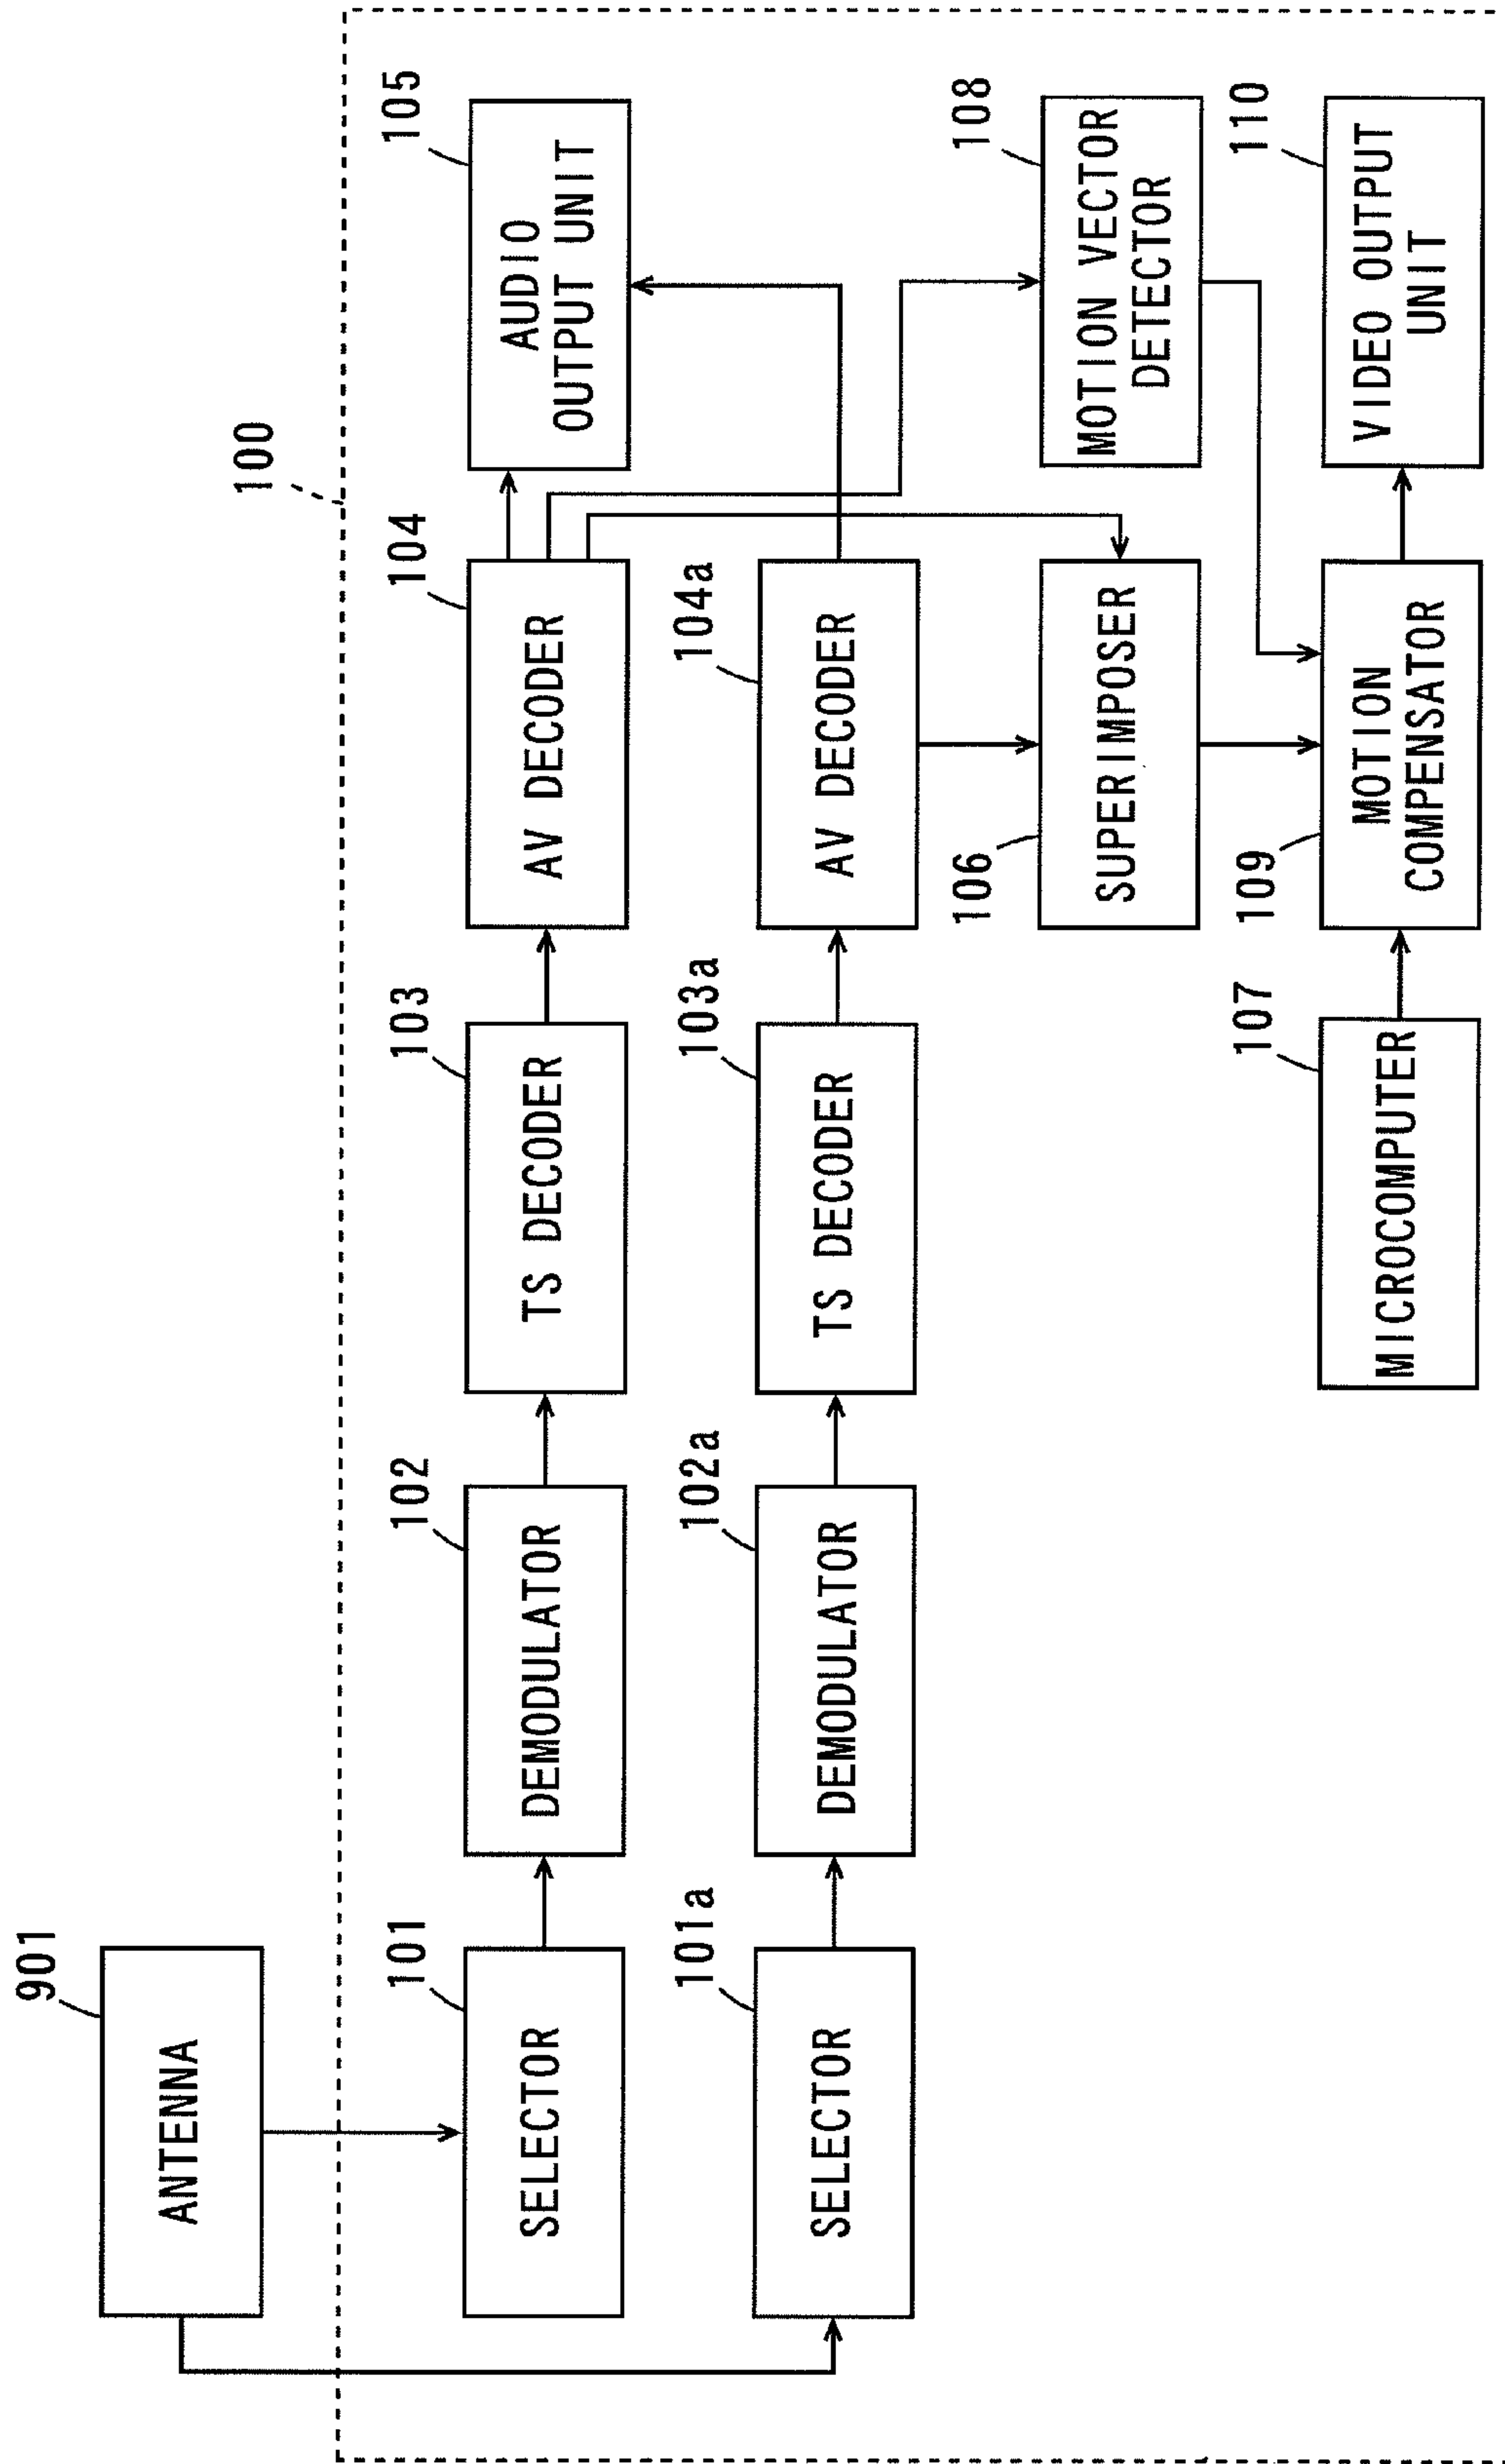 901
ANTENNA
100
101
SELECTOR
102
DEMODULATOR
103
TS DECODER
104
AV DECODER
105
AUDIO
OUTPUT UNIT
101a
SELECTOR
102a
DEMODULATOR
103a
TS DECODER
104a
AV DECODER
106
SUPERIMPOSER
108
MOTION VECTOR
DETECTOR
107
MICROCOMPUTER
109
MOTION
COMPENSATOR
110
VIDEO OUTPUT
UNIT